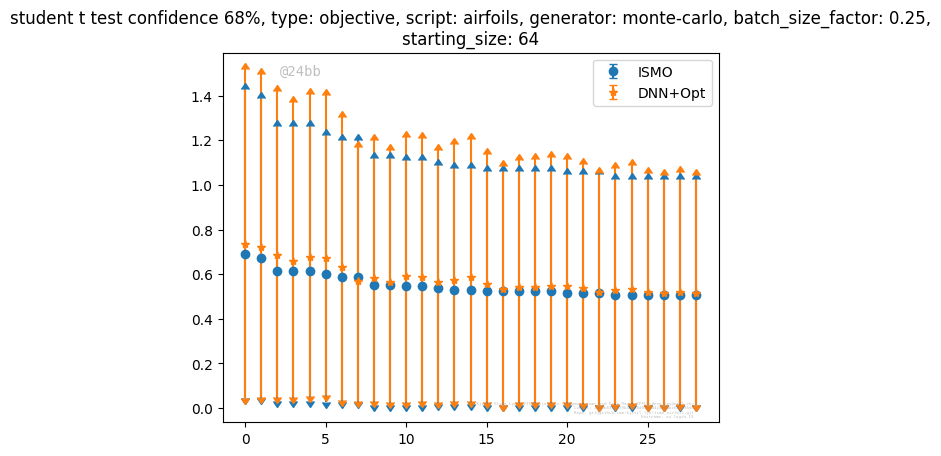 student t test confidence 68%, type: objective, script: airfoils, generator: monte-carlo, batch_size_factor: 0.25,
starting_size: 64
@24bb
ISMO
DNN+Opt
1.4
1.2
1.0
0.8
0.6
0.4
0.2
0.0
0
5
10
15
20
25